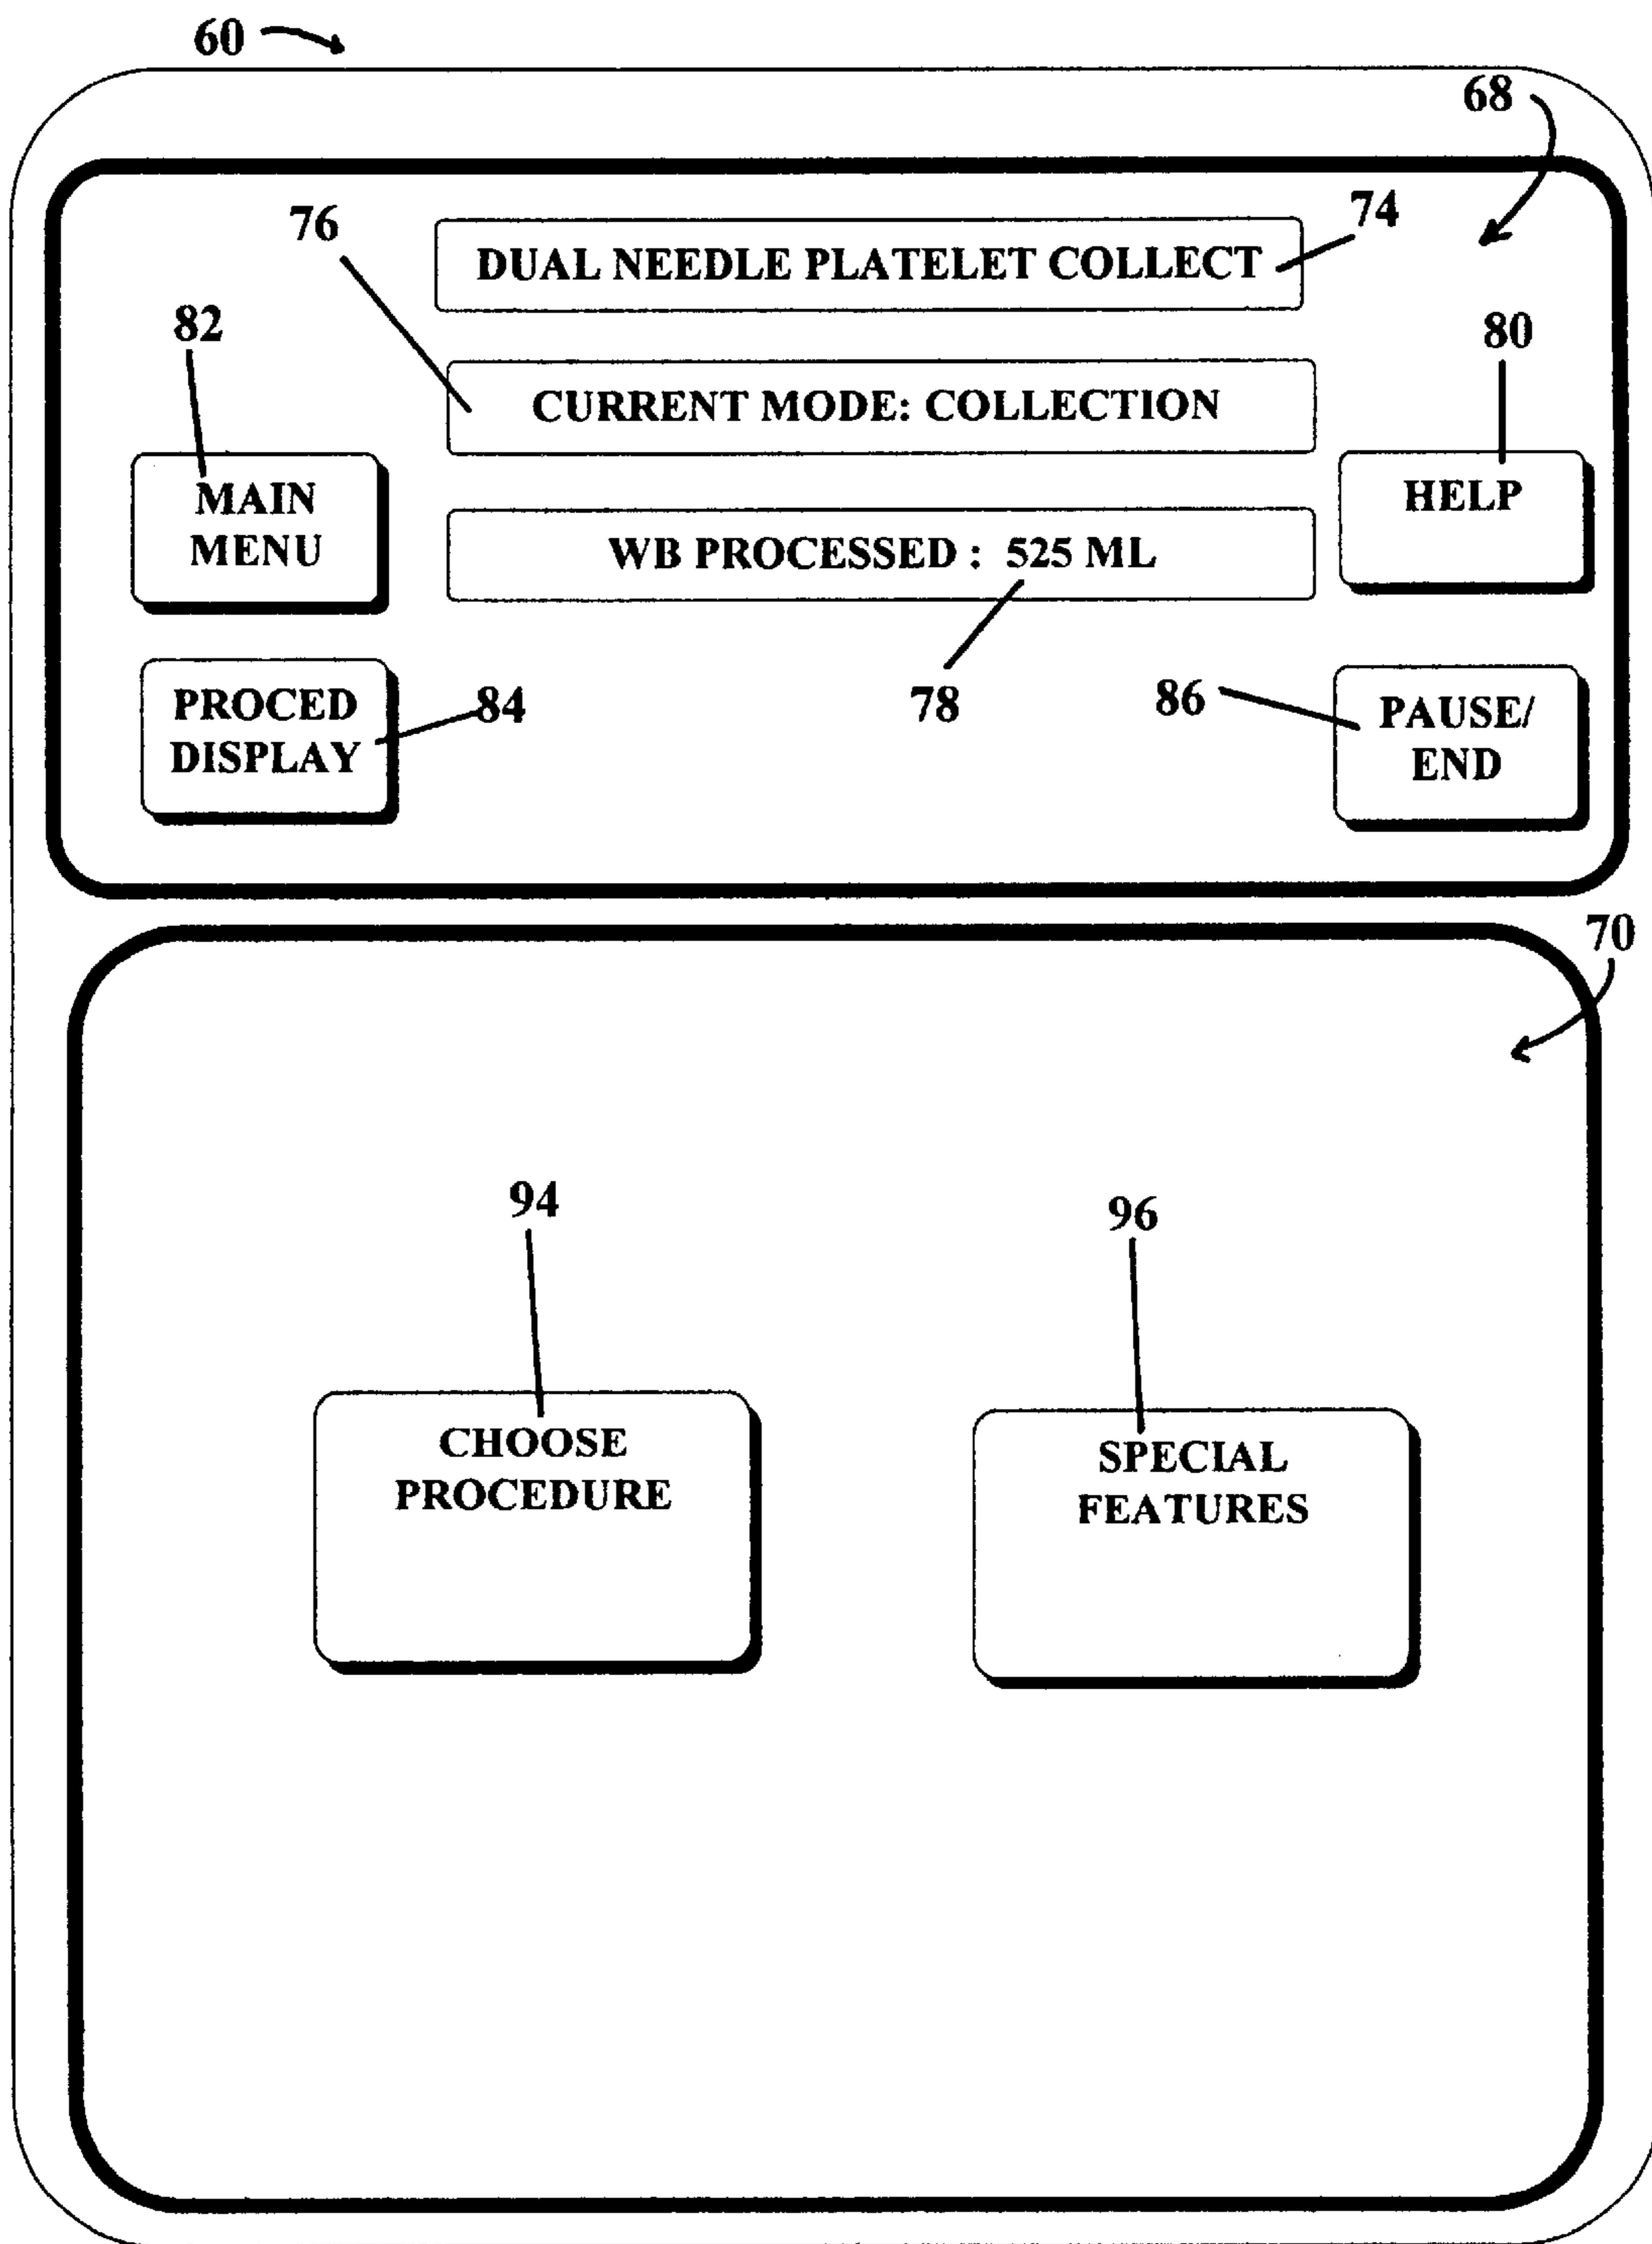 60
68
76
74
DUAL NEEDLE PLATELET COLLECT
82
80
CURRENT MODE: COLLECTION
MAIN
MENU
HELP
WB PROCESSED : 525 ML
PROCED
DISPLAY
84
78
86
PAUSE/
END
70
94
96
CHOOSE
PROCEDURE
SPECIAL
FEATURES